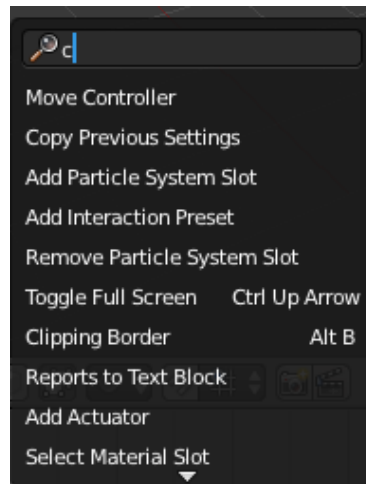 c
Move Controller
Copy Previous Settings
Add Particle System Slot
Add Interaction Preset
Remove Particle System Slot
Toggle Full Screen Ctrl Up Arrow
Clipping Border Alt B
Reports to Text Block
Add Actuator
Select Material Slot